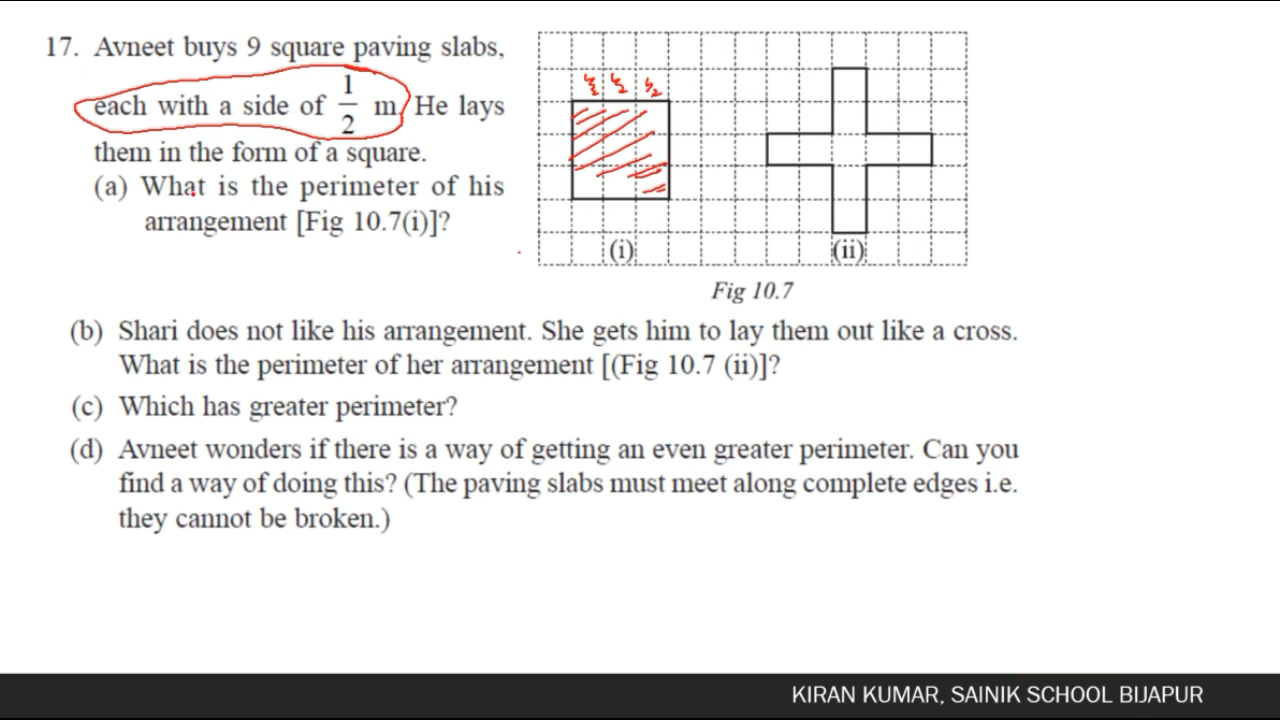 17. Avneet buys 9 square paving slabs,
each with a side of 1/2 m. He lays
them in the form of a square.
(a) What is the perimeter of his
arrangement [Fig 10.7(i)]?
1/2 1/2 1/2
(i) (ii)
Fig 10.7
(b) Shari does not like his arrangement. She gets him to lay them out like a cross.
What is the perimeter of her arrangement [(Fig 10.7 (ii)]?
(c) Which has greater perimeter?
(d) Avneet wonders if there is a way of getting an even greater perimeter. Can you
find a way of doing this? (The paving slabs must meet along complete edges i.e.
they cannot be broken.)
KIRAN KUMAR, SAINIK SCHOOL BIJAPUR